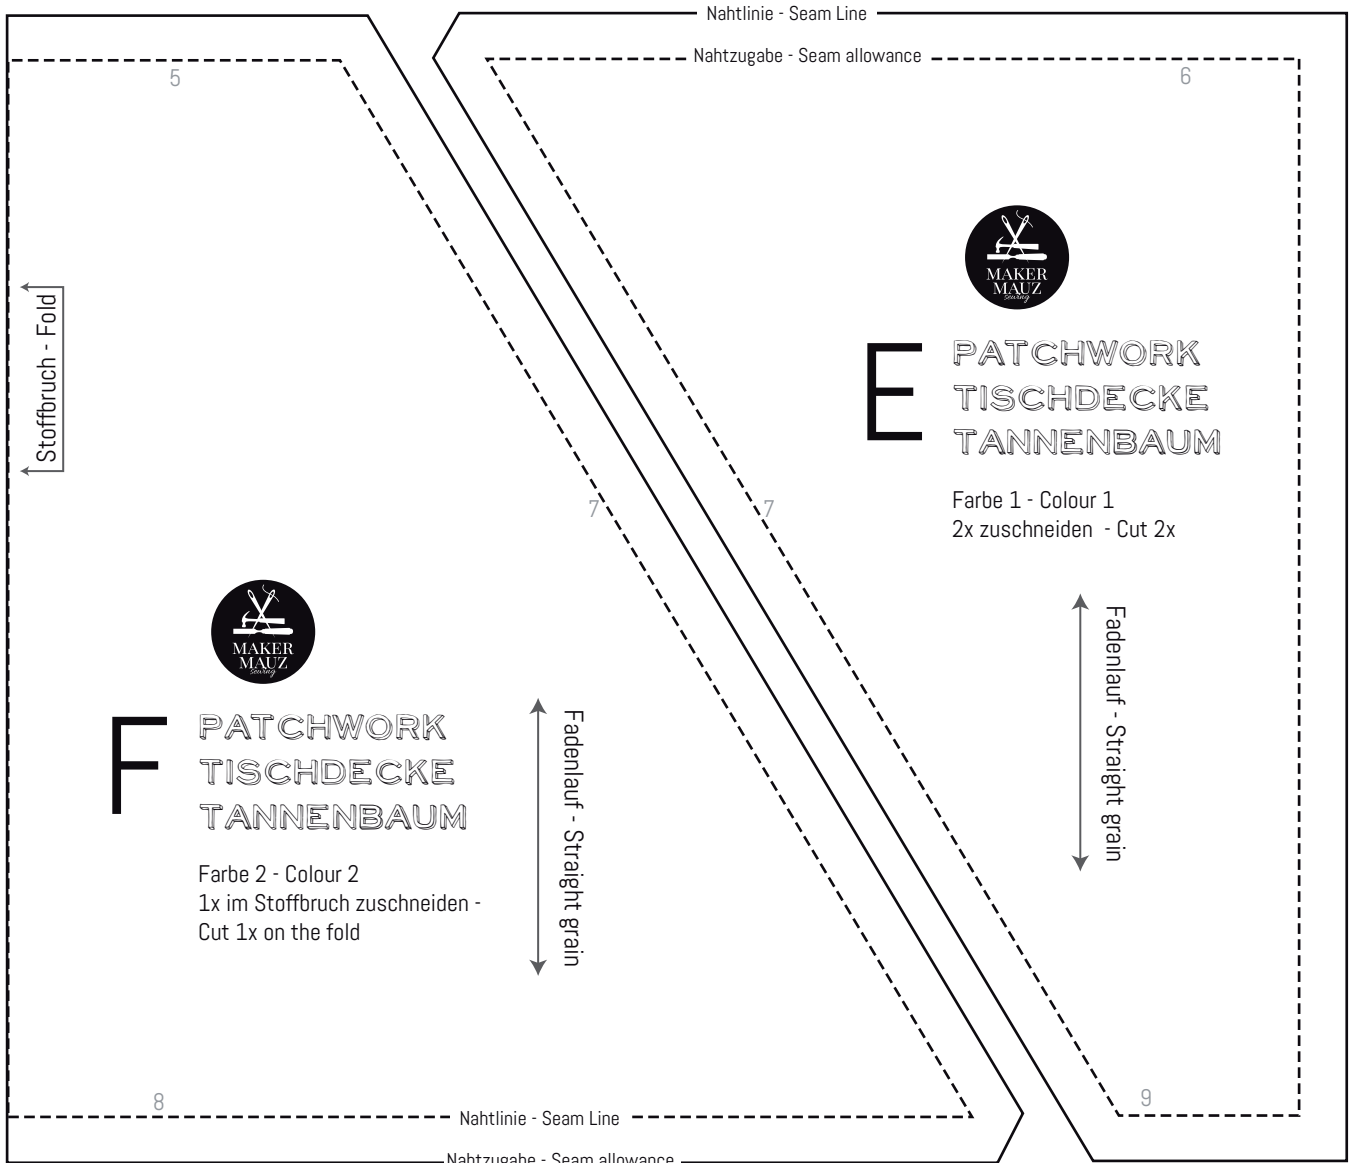 Nahtlinie - Seam Line
Nahtzugabe - Seam allowance
5
6
Stoffbruch - Fold
MAKER
MAUZ
sewing
E
PATCHWORK
TISCHDECKE
TANNENBAUM
Farbe 1 - Colour 1
2x zuschneiden - Cut 2x
7
7
Fadenlauf - Straight grain
MAKER
MAUZ
sewing
F
PATCHWORK
TISCHDECKE
TANNENBAUM
Farbe 2 - Colour 2
1x im Stoffbruch zuschneiden -
Cut 1x on the fold
Fadenlauf - Straight grain
8
9
Nahtlinie - Seam Line
Nahtzugabe - Seam allowance